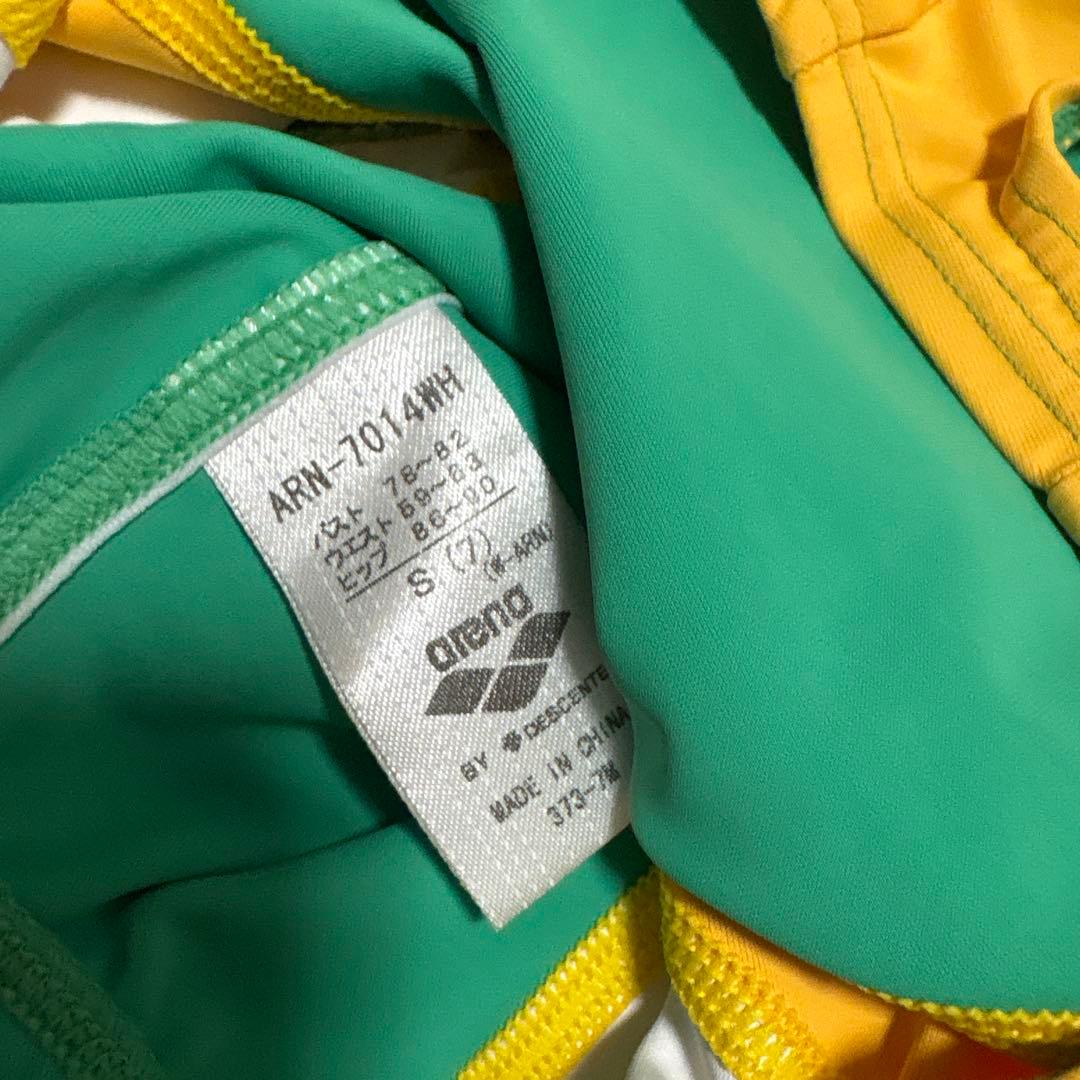 ARN-7014WH
バスト 78~82
ウエスト 59~63
ヒップ 86~90
S (7)
(W-ARN)
arena
BY DESCENTE
MADE IN CHINA
373-7M